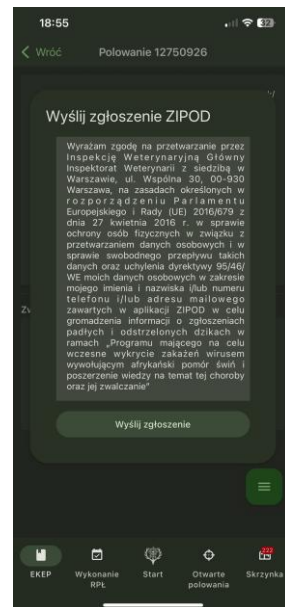 18:55
32
Wróć
Polowanie 12750926
Wyślij zgłoszenie ZIPOD
Wyrażam zgodę na przetwarzanie przez
Inspekcję Weterynaryjną Główny
Inspektorat Weterynarii z siedzibą w
Warszawie, ul. Wspólna 30, 00-930
Warszawa, na zasadach określonych w
rozporządzeniu Parlamentu
Europejskiego i Rady (UE) 2016/679 z
dnia 27 kwietnia 2016 r. w sprawie
ochrony osób fizycznych w związku z
przetwarzaniem danych osobowych i w
sprawie swobodnego przepływu takich
danych oraz uchylenia dyrektywy 95/46/
WE moich danych osobowych w zakresie
mojego imienia i nazwiska i/lub numeru
telefonu i/lub adresu mailowego
zawartych w aplikacji ZIPOD w celu
gromadzenia informacji o zgłoszeniach
padłych i odstrzelonych dzikach w
ramach „Programu mającego na celu
wczesne wykrycie zakażeń wirusem
wywołującym afrykański pomór świń i
poszerzenie wiedzy na temat tej choroby
oraz jej zwalczanie"
Wyślij zgłoszenie
EKEP
Wykonanie
RPŁ
Start
Otwarte
polowania
222
Skrzynka